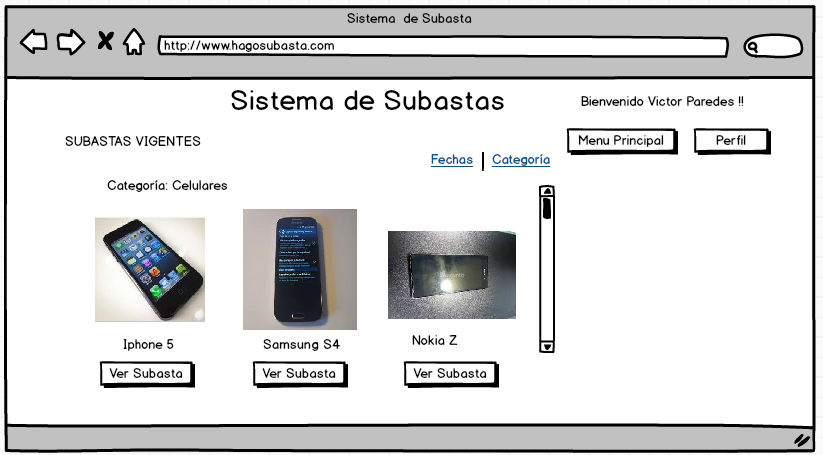 Sistema de Subasta
http://www.hagosubasta.com
Sistema de Subastas
Bienvenido Victor Paredes !!
SUBASTAS VIGENTES
Menu Principal
Perfil
Fechas | Categoría
Categoría: Celulares
Iphone 5
Samsung S4
Nokia Z
Ver Subasta
Ver Subasta
Ver Subasta